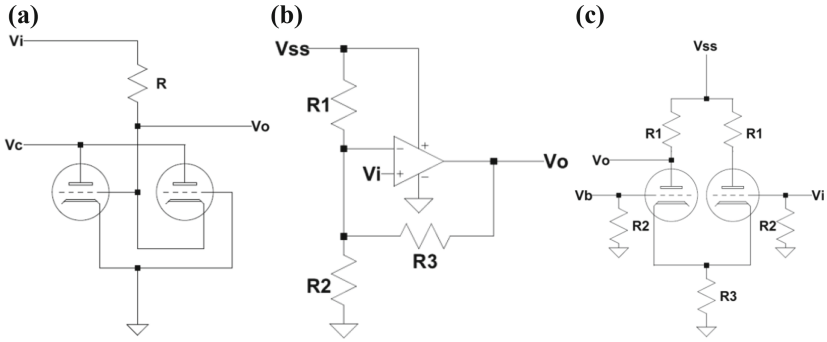 (a)
Vi
R
Vo
Vc
(b)
Vss
R1
Vi
- + + -
Vo
R3
R2
(c)
Vss
R1 R1
Vo
Vb Vi
R2 R2
R3